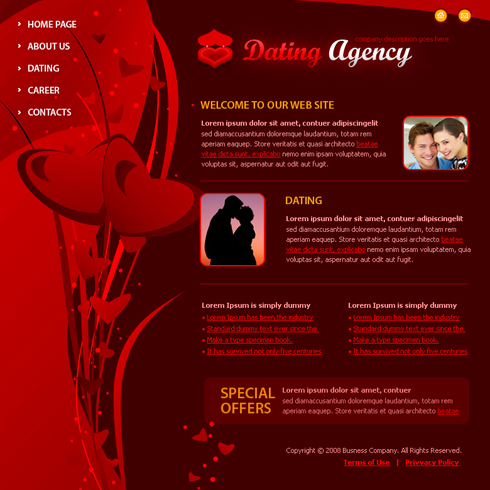 HOME PAGE
ABOUT US
DATING
CAREER
CONTACTS
company description goes here
Dating Agency
WELCOME TO OUR WEB SITE
Lorem ipsum dolor sit amet, contuer adipiscingelit
sed diamaccusantium doloremque laudantium, totam rem
aperiam eaquep. Store veritatis et quasi architecto beatae
vitae dicta sunt, explicabo nemo enim ipsam voluptatem, quia
voluptas sit aspernatur aut odit aut fugit.
DATING
Lorem ipsum dolor sit amet, contuer adipiscingelit
sed diamaccusantium doloremque laudantium, totam rem
aperiam eaquep. Store veritatis et quasi architecto beatae
vitae dicta sunt, explicabo nemo enim ipsam voluptatem, quia
voluptas sit aspernatur aut odit aut fugit.
Lorem Ipsum is simply dummy
Lorem Ipsum has been the industry
Standard dummy text ever since the
Make a type specimen book.
It has survived not only five centuries
Lorem Ipsum is simply dummy
Lorem Ipsum has been the industry
Standard dummy text ever since the
Make a type specimen book.
It has survived not only five centuries
SPECIAL
OFFERS
Lorem ipsum dolor sit amet, contuer
sed diamaccusantium doloremque laudantium, totam rem
aperiam eaquep. Store veritatis et quasi architecto beatae
Copyright © 2008 Busness Company. All Rights Reserved.
Terms of Use | Privvacy Policy